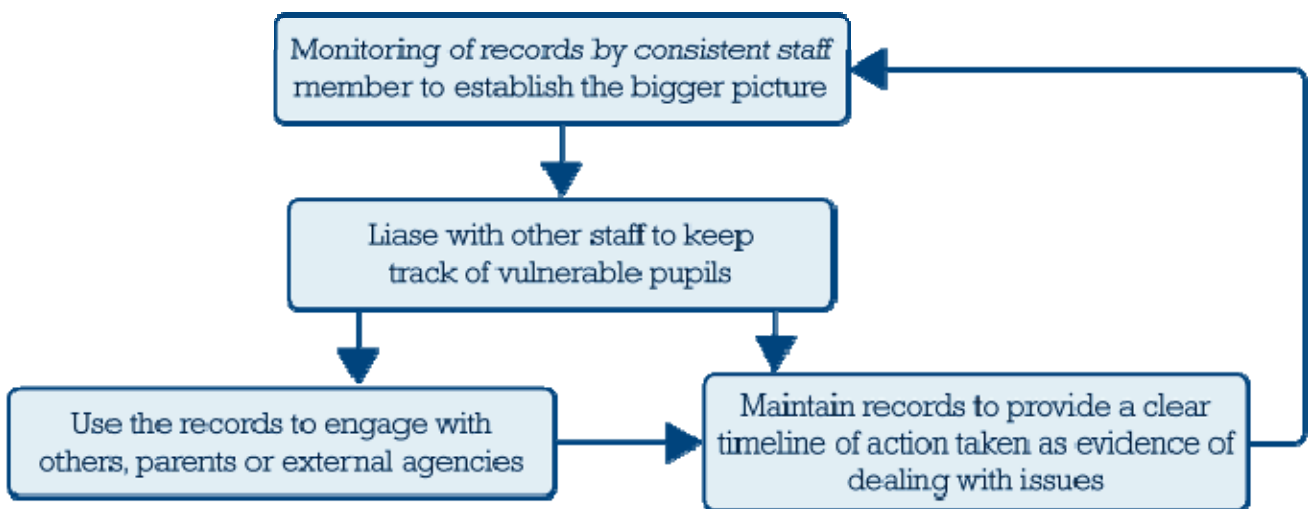 Monitoring of records by consistent staff
member to establish the bigger picture
Liase with other staff to keep
track of vulnerable pupils
Use the records to engage with
others, parents or external agencies
Maintain records to provide a clear
timeline of action taken as evidence of
dealing with issues